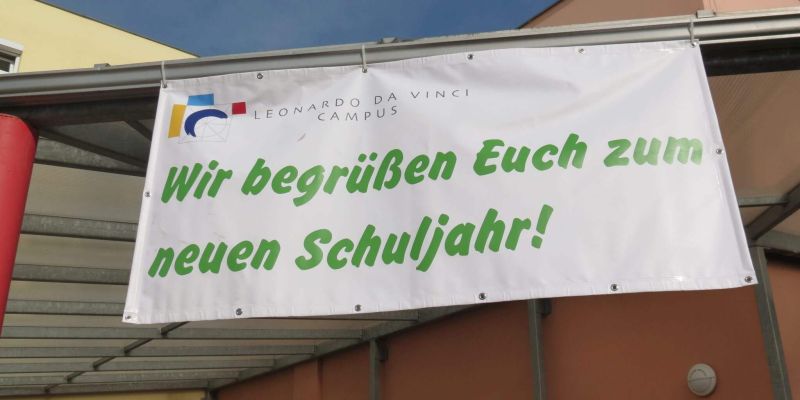 LEONARDO DA VINCI
CAMPUS
Wir begrüßen Euch zum
neuen Schuljahr!